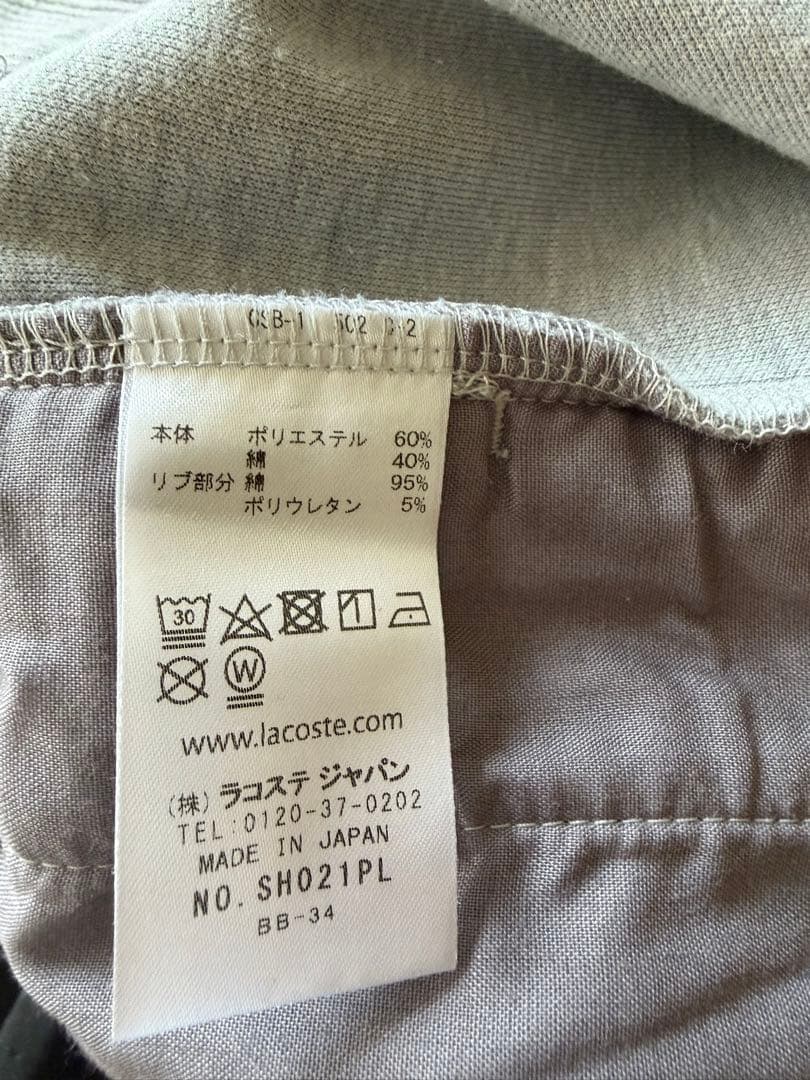 本体 ポリエステル 60%
綿 40%
リブ部分 綿 95%
ポリウレタン 5%
30
W
www.lacoste.com
(株) ラコステ ジャパン
TEL:0120-37-0202
MADE IN JAPAN
NO. SH021PL
BB-34